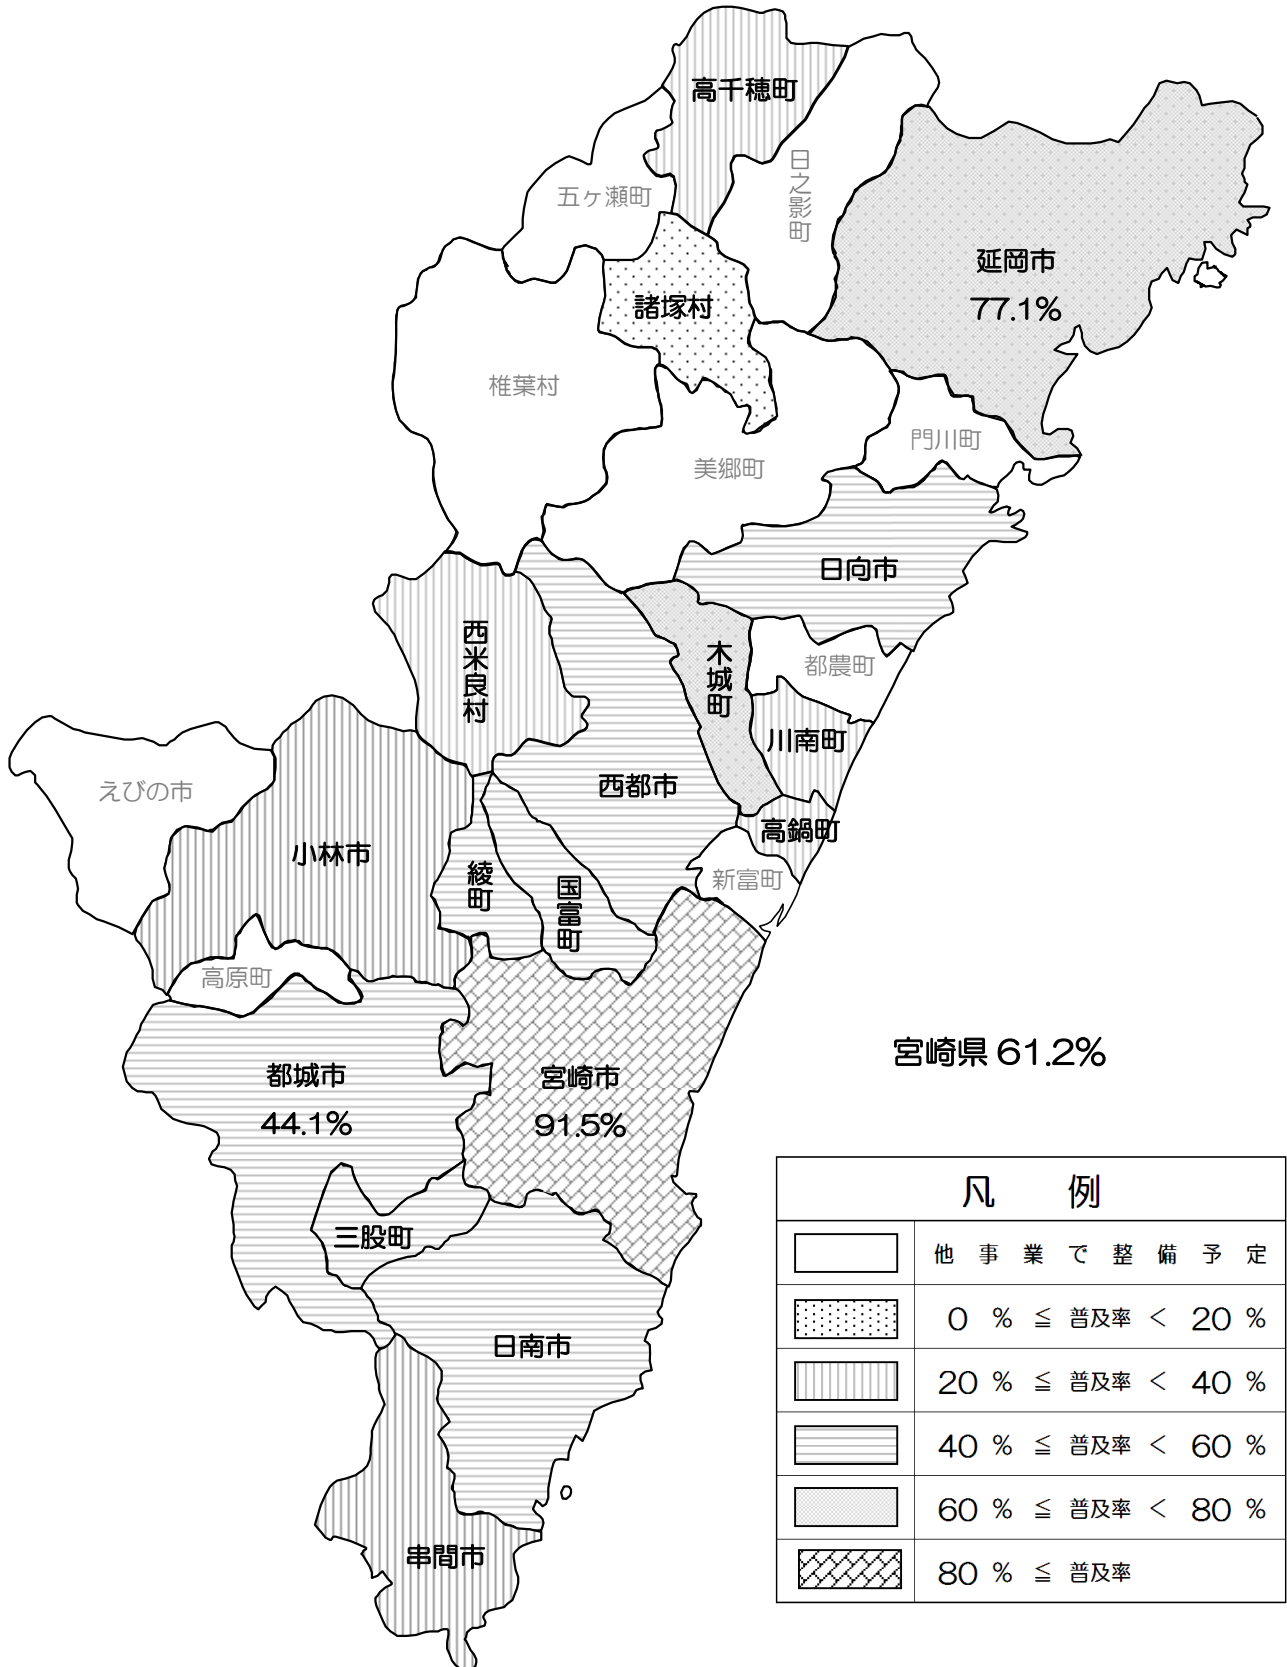 高千穂町
日之影町
五ヶ瀬町
延岡市
77.1%
諸塚村
椎葉村
門川町
美郷町
日向市
西米良村
木城町
都農町
川南町
西都市
えびの市
高鍋町
小林市
綾町
国富町
新富町
高原町
宮崎県 61.2%
都城市
44.1%
宮崎市
91.5%
三股町
日南市
串間市
凡 例
他事業で整備予定
0 % ≦ 普及率 < 20 %
20 % ≦ 普及率 < 40 %
40 % ≦ 普及率 < 60 %
60 % ≦ 普及率 < 80 %
80 % ≦ 普及率